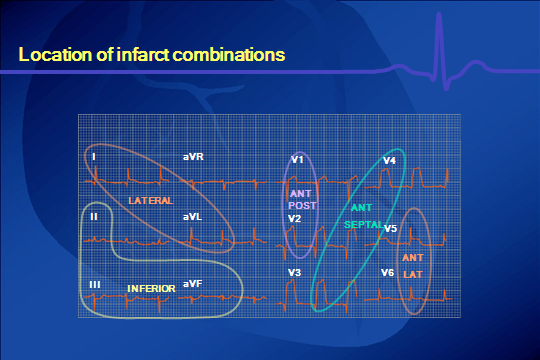 Location of infarct combinations
I
aVR
V1
V4
LATERAL
ANT
POST
ANT
SEPTAL
II
aVL
V2
V5
ANT
LAT
III
INFERIOR
aVF
V3
V6